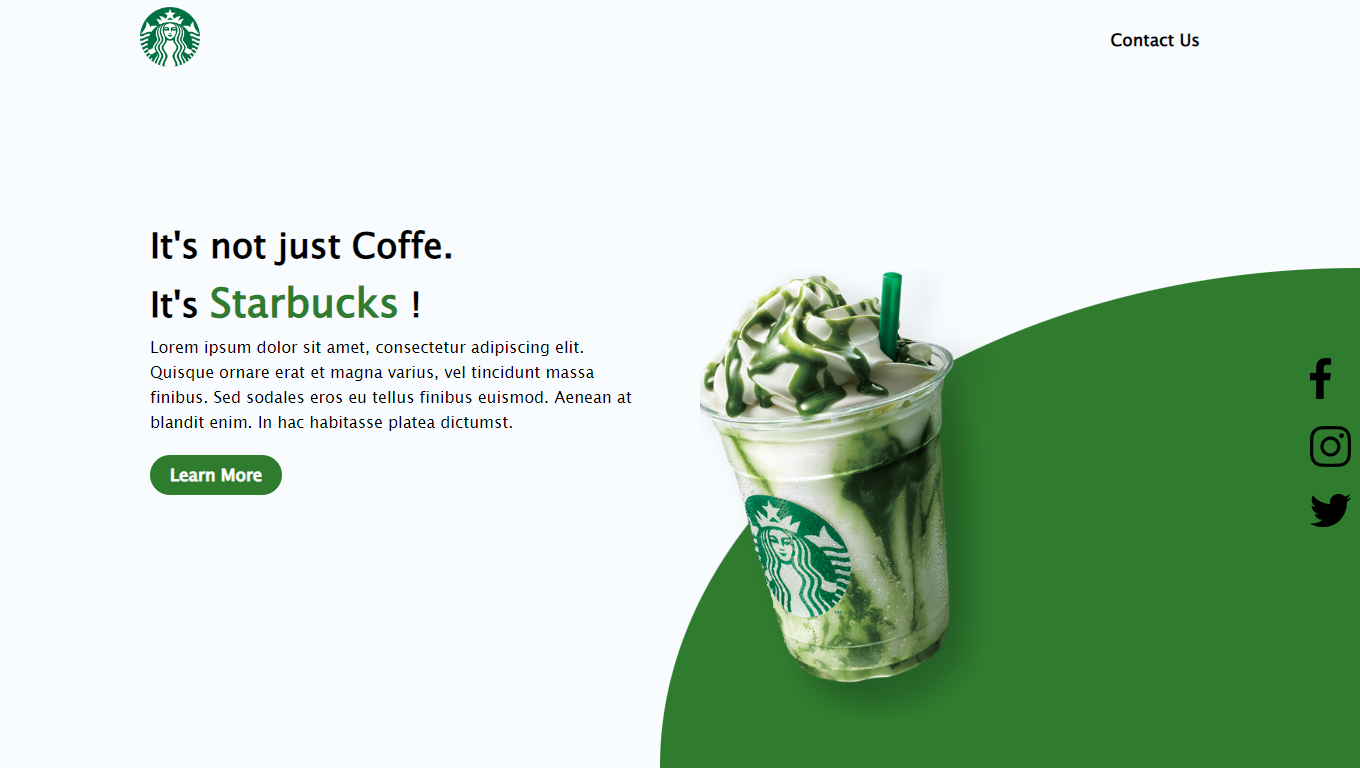 Contact Us
It's not just Coffe.
It's Starbucks !
Lorem ipsum dolor sit amet, consectetur adipiscing elit.
Quisque ornare erat et magna varius, vel tincidunt massa
finibus. Sed sodales eros eu tellus finibus euismod. Aenean at
blandit enim. In hac habitasse platea dictumst.
Learn More